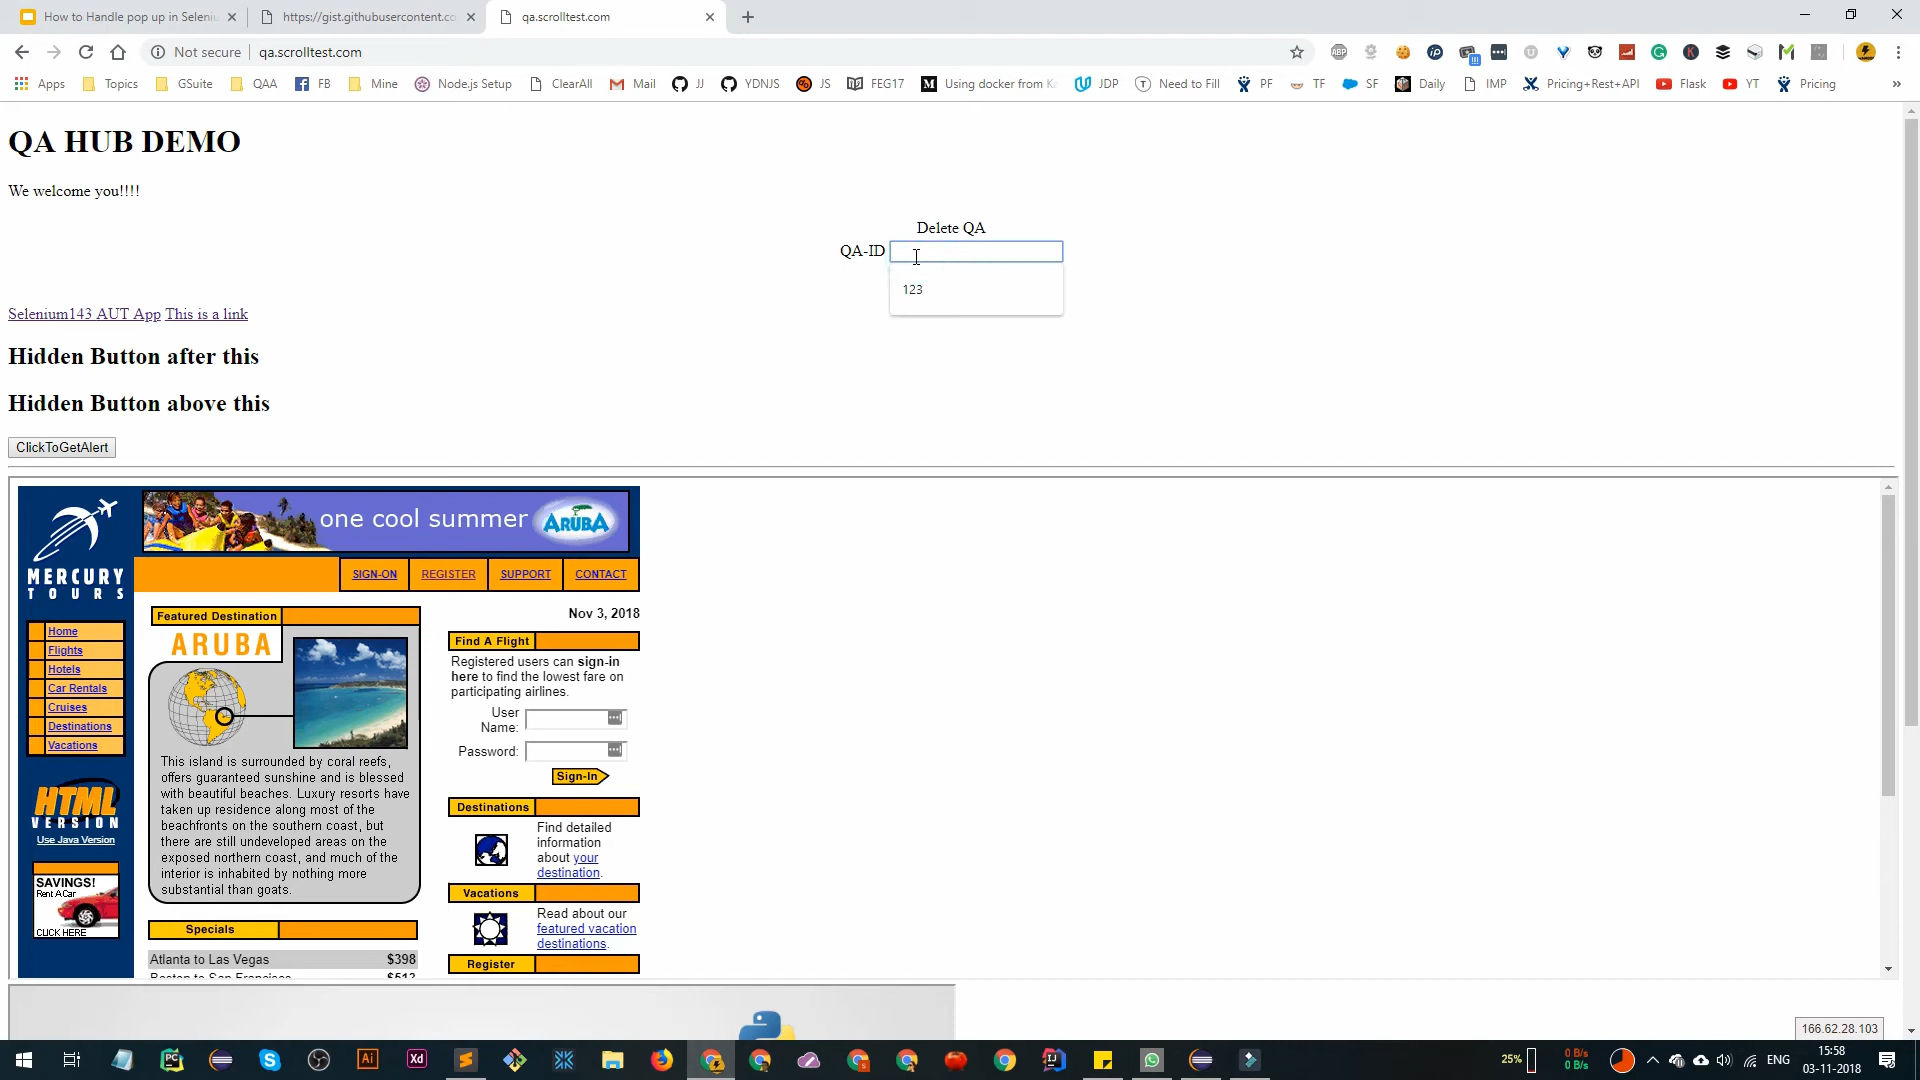 How to Handle pop up in Seleniu
https://gist.githubusercontent.co
qa.scrolltest.com
Not secure
qa.scrolltest.com
Apps
Topics
GSuite
QAA
FB
Mine
Node.js Setup
ClearAll
Mail
JJ
YDNJS
JS
FEG17
Using docker from Ka
JDP
Need to Fill
PF
TF
SF
Daily
IMP
Pricing+Rest+API
Flask
YT
Pricing
QA HUB DEMO
We welcome you!!!!
Delete QA
QA-ID
123
Selenium143 AUT App This is a link
Hidden Button after this
Hidden Button above this
ClickToGetAlert
one cool summer
ARUBA
MERCURY
TOURS
SIGN-ON
REGISTER
SUPPORT
CONTACT
Home
Flights
Hotels
Car Rentals
Cruises
Destinations
Vacations
HTML
VERSION
Use Java Version
SAVINGS!
Rent A Car
CLICK HERE
Featured Destination
ARUBA
This island is surrounded by coral reefs,
offers guaranteed sunshine and is blessed
with beautiful beaches. Luxury resorts have
taken up residence along most of the
beachfronts on the southern coast, but
there are still undeveloped areas on the
exposed northern coast, and much of the
interior is inhabited by nothing more
substantial than goats.
Specials
Atlanta to Las Vegas $398
Boston to San Francisco $513
Nov 3, 2018
Find A Flight
Registered users can sign-in
here to find the lowest fare on
participating airlines.
User
Name:
Password:
Sign-In
Destinations
Find detailed
information
about your
destination.
Vacations
Read about our
featured vacation
destinations.
Register
166.62.28.103
25%
0 B/s
0 B/s
ENG
15:58
03-11-2018